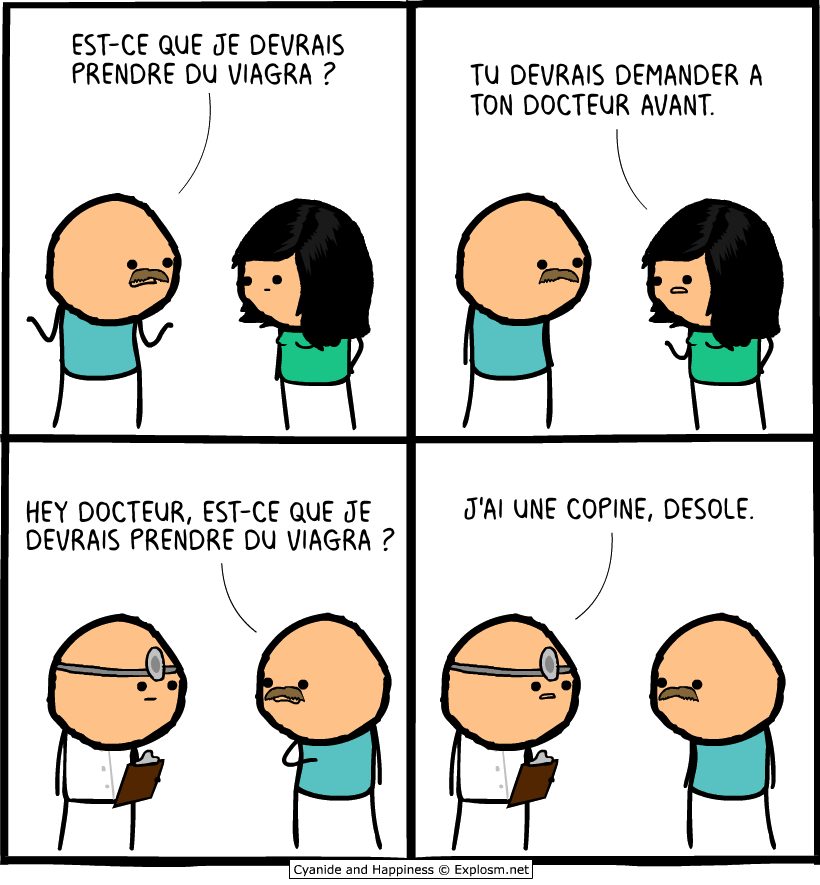 EST-CE QUE JE DEVRAIS
PRENDRE DU VIAGRA ?
TU DEVRAIS DEMANDER A
TON DOCTEUR AVANT.
HEY DOCTEUR, EST-CE QUE JE
DEVRAIS PRENDRE DU VIAGRA ?
J'AI UNE COPINE, DESOLE.
Cyanide and Happiness © Explosm.net